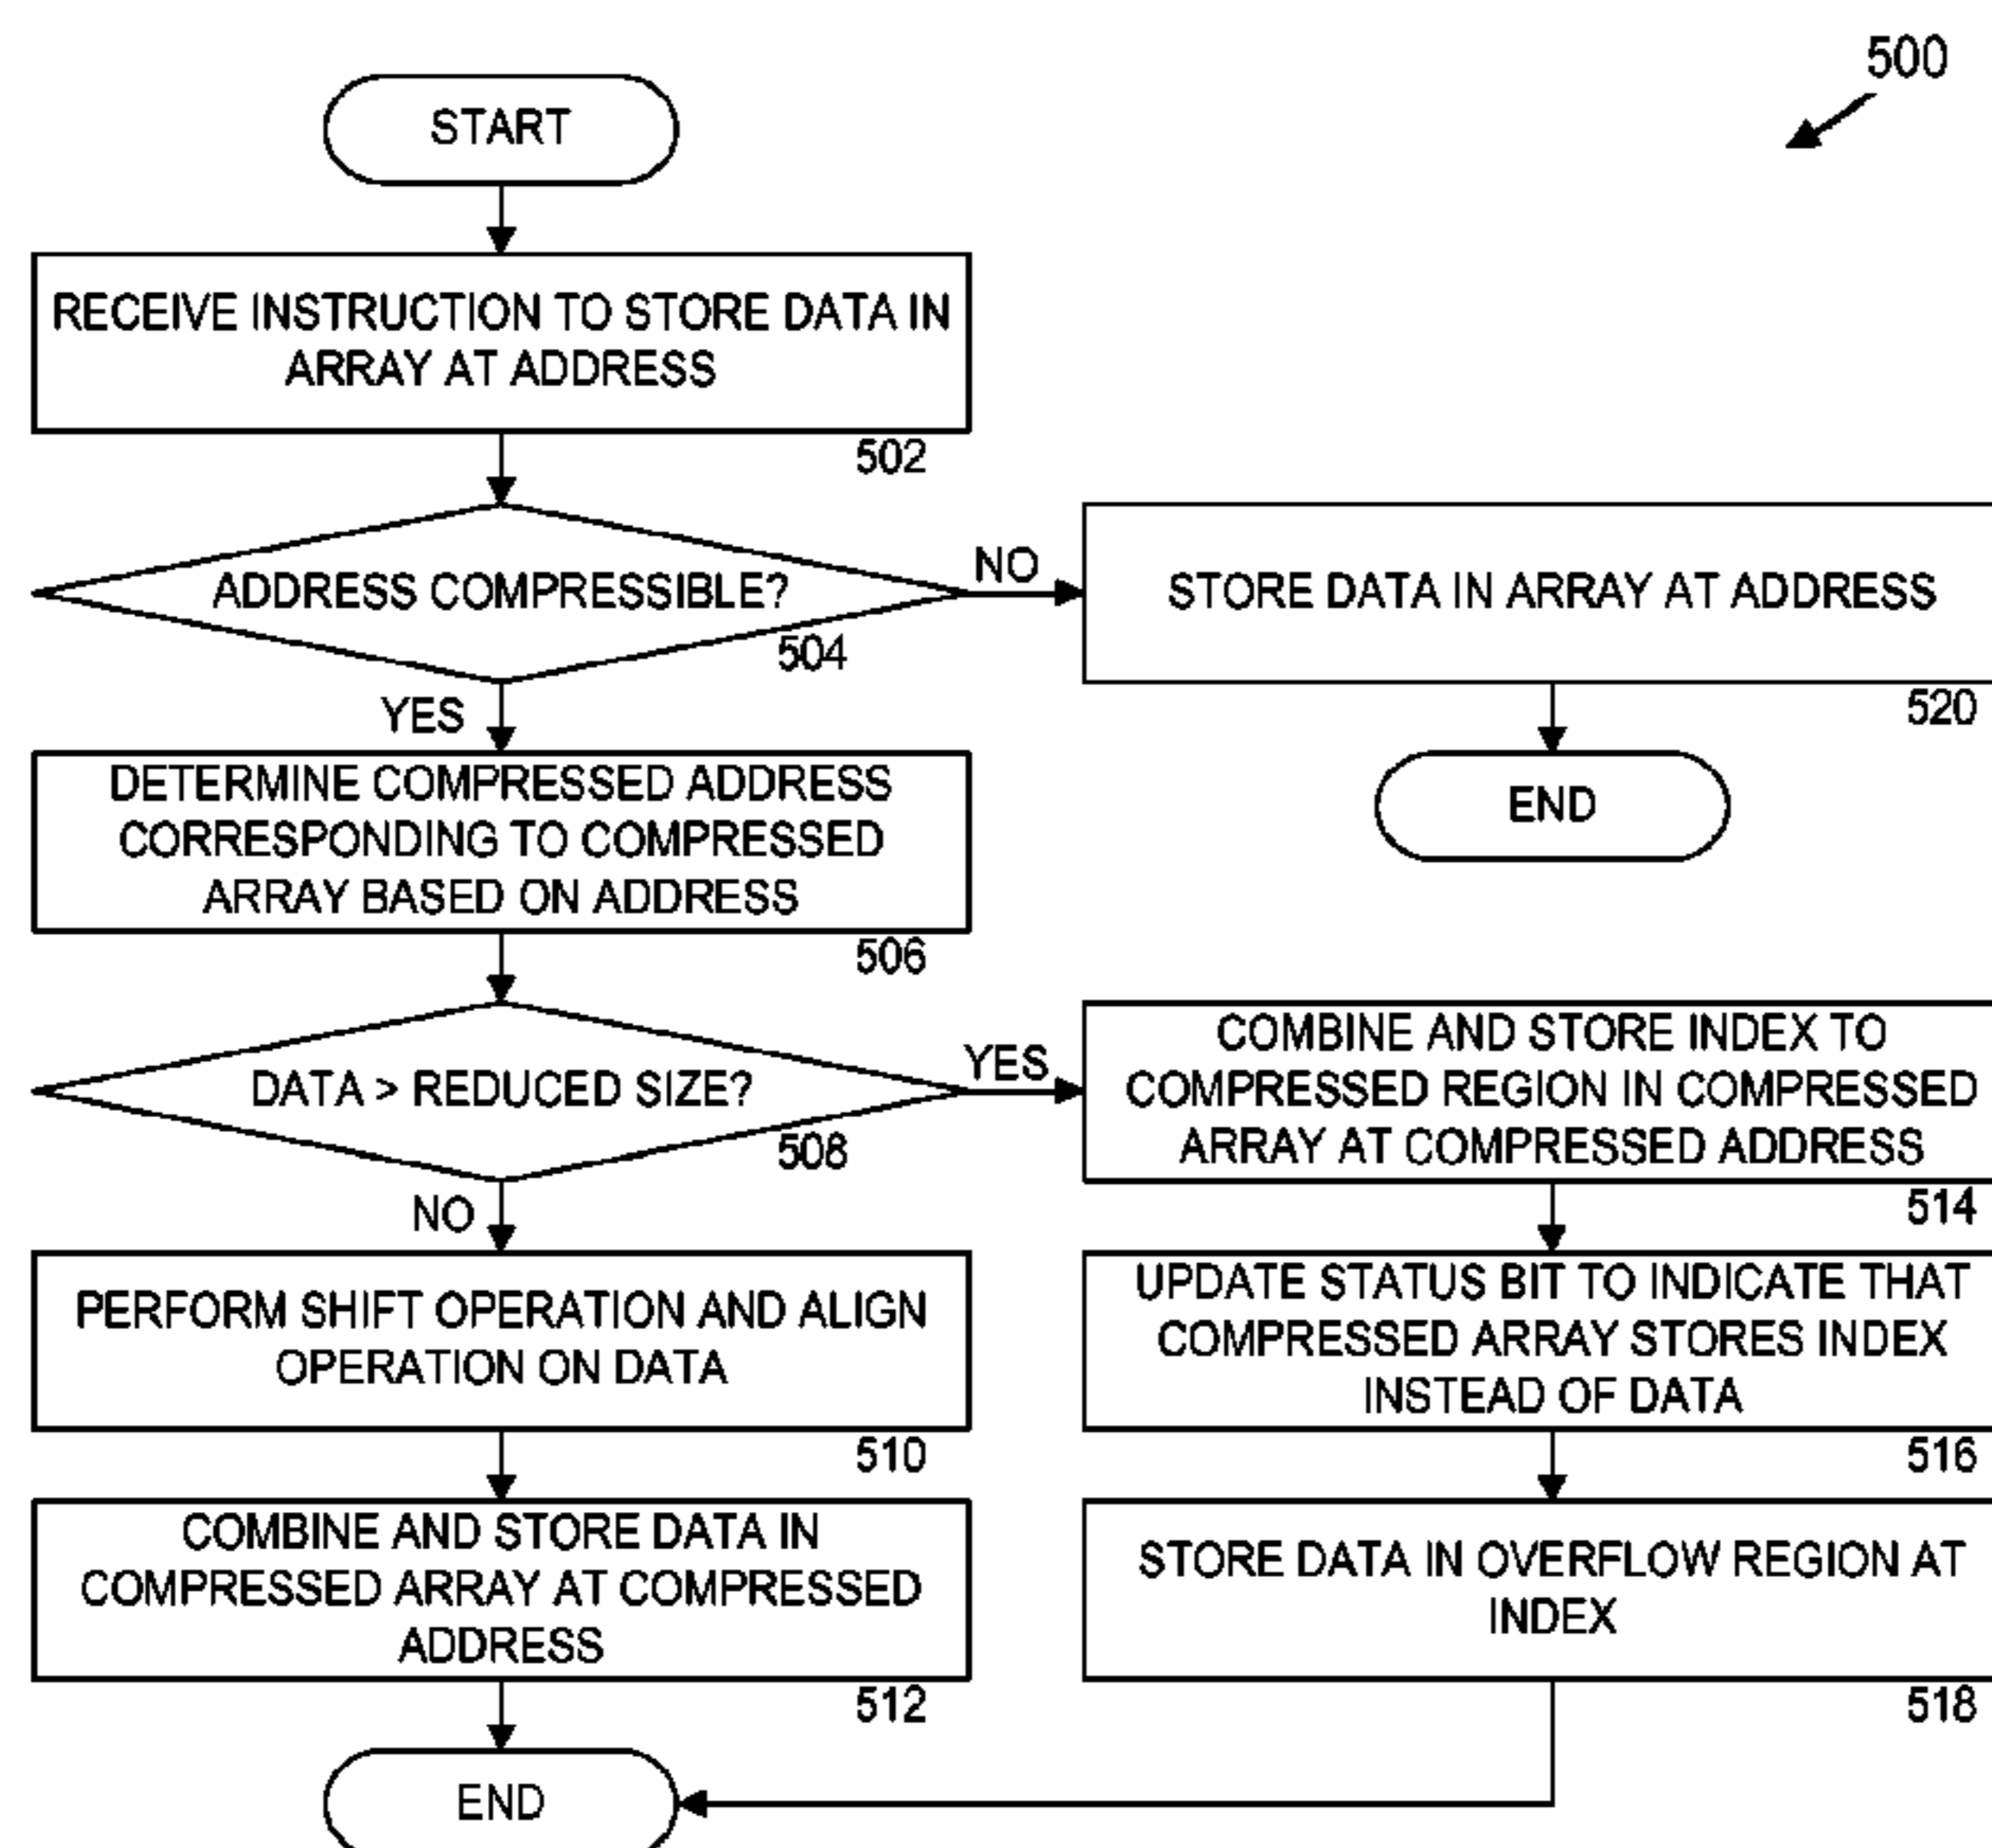 500
START
RECEIVE INSTRUCTION TO STORE DATA IN
ARRAY AT ADDRESS
502
ADDRESS COMPRESSIBLE?
504
NO
STORE DATA IN ARRAY AT ADDRESS
520
END
YES
DETERMINE COMPRESSED ADDRESS
CORRESPONDING TO COMPRESSED
ARRAY BASED ON ADDRESS
506
DATA > REDUCED SIZE?
508
YES
COMBINE AND STORE INDEX TO
COMPRESSED REGION IN COMPRESSED
ARRAY AT COMPRESSED ADDRESS
514
UPDATE STATUS BIT TO INDICATE THAT
COMPRESSED ARRAY STORES INDEX
INSTEAD OF DATA
516
STORE DATA IN OVERFLOW REGION AT
INDEX
518
NO
PERFORM SHIFT OPERATION AND ALIGN
OPERATION ON DATA
510
COMBINE AND STORE DATA IN
COMPRESSED ARRAY AT COMPRESSED
ADDRESS
512
END